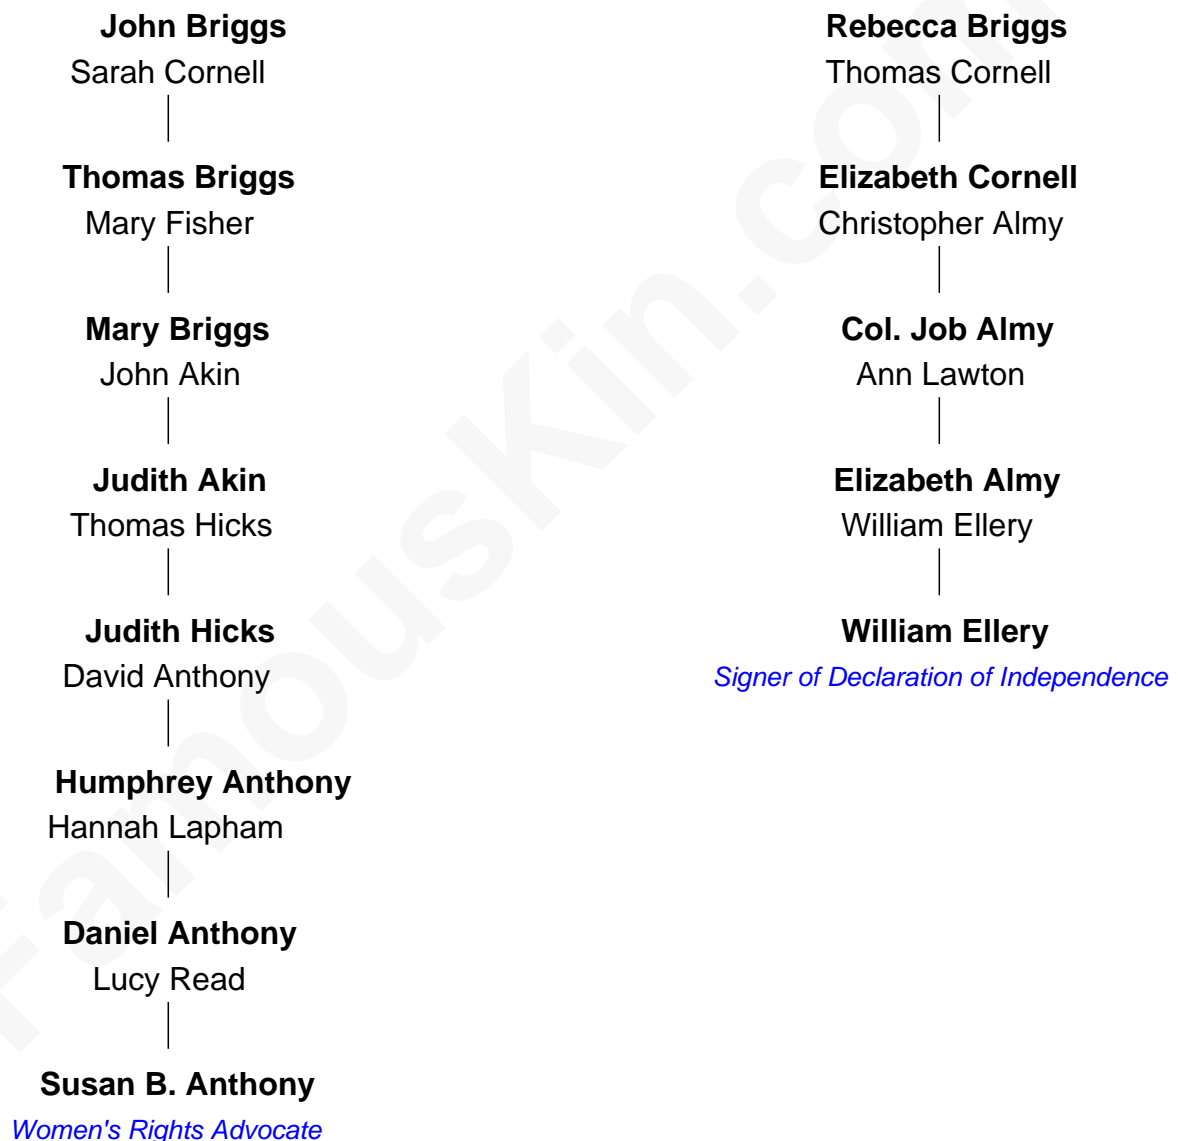 John Briggs
Sarah Cornell
Thomas Briggs
Mary Fisher
Mary Briggs
John Akin
Judith Akin
Thomas Hicks
Judith Hicks
David Anthony
Humphrey Anthony
Hannah Lapham
Daniel Anthony
Lucy Read
Susan B. Anthony
Women's Rights Advocate
Rebecca Briggs
Thomas Cornell
Elizabeth Cornell
Christopher Almy
Col. Job Almy
Ann Lawton
Elizabeth Almy
William Ellery
William Ellery
Signer of Declaration of Independence
FamousKin.com